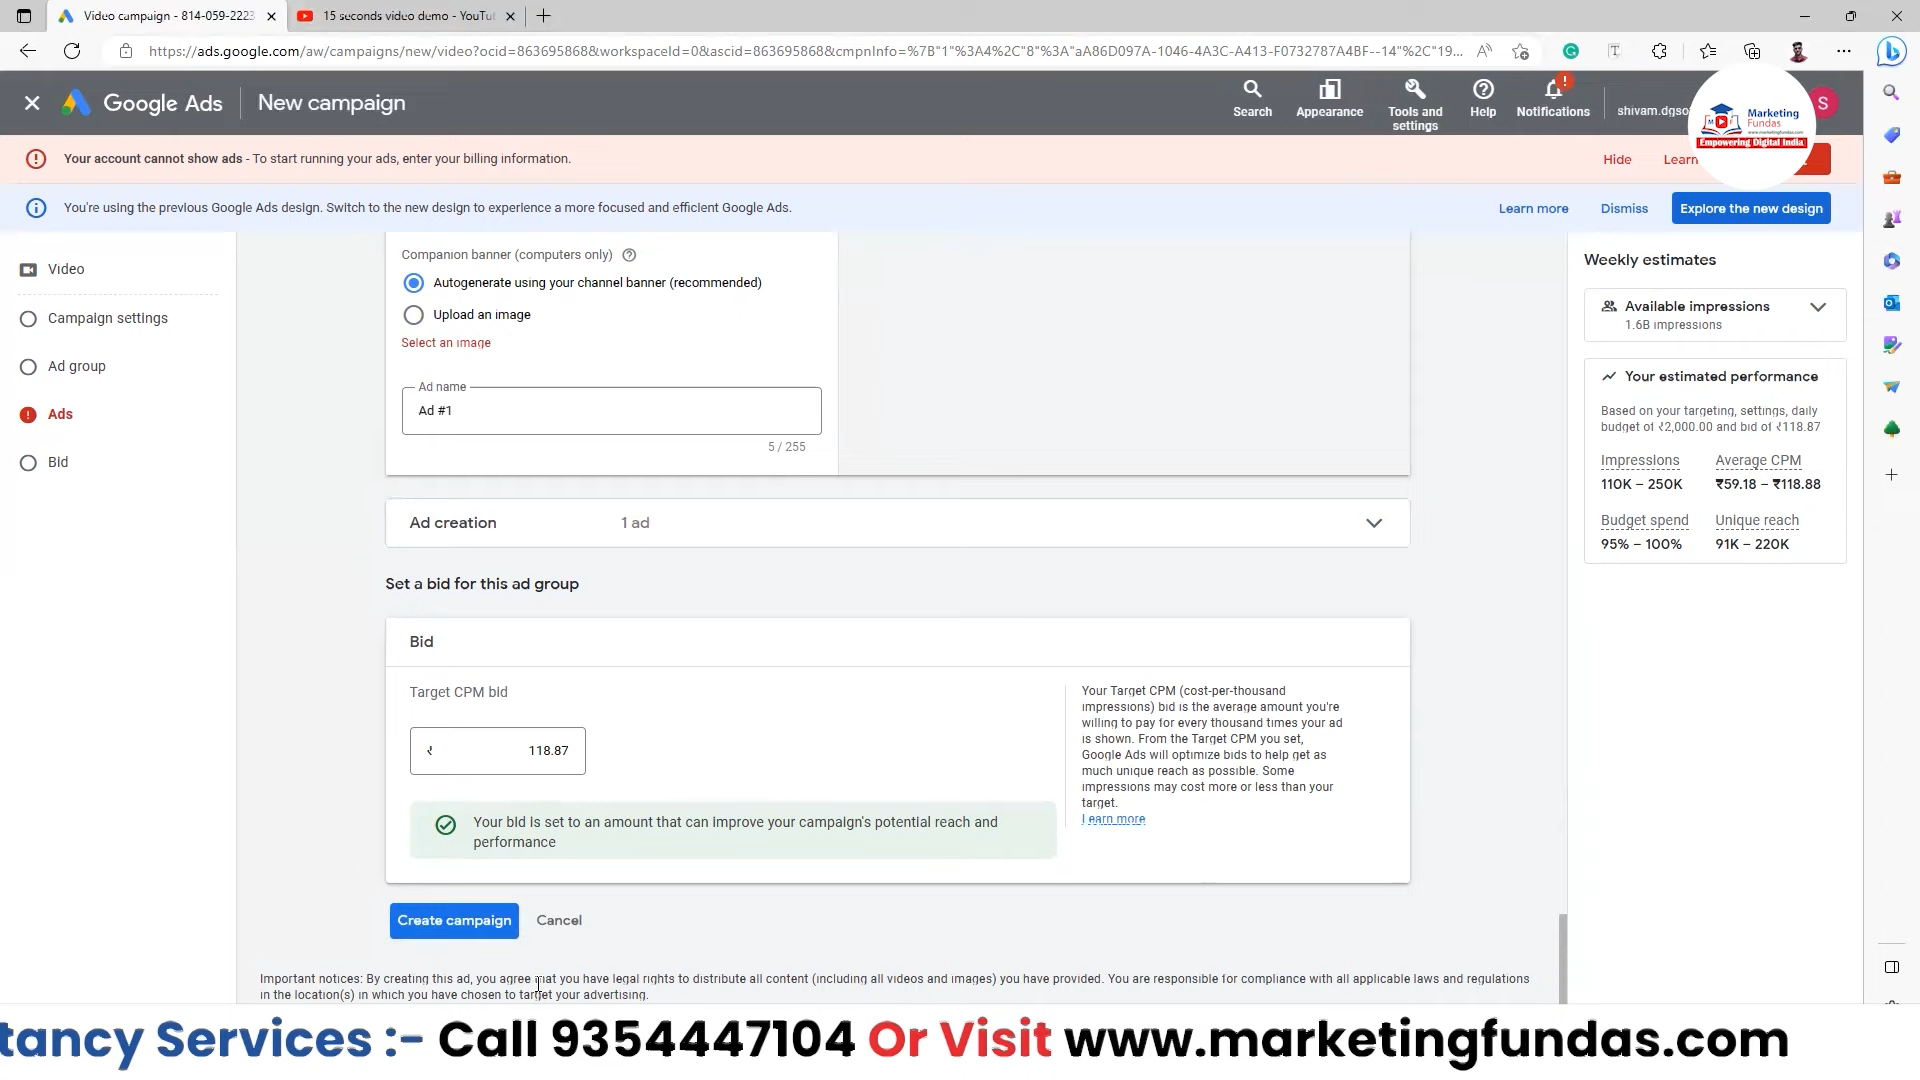 Video campaign - 814-059-2223
15 seconds video demo - YouTu
https://ads.google.com/aw/campaigns/new/video?ocid=863695868&workspaceId=0&ascid=863695868&cmpnInfo=%7B"1"%3A4%2C"8"%3A"aA86D097A-1046-4A3C-A413-F0732787A4BF--14"%2C"19...
Google Ads
New campaign
Search
Appearance
Tools and
settings
Help
Notifications
shivam.dgso
S
Marketing
Fundas
www.marketingfundas.com
Empowering Digital India
Your account cannot show ads - To start running your ads, enter your billing information.
Hide
Learn
You're using the previous Google Ads design. Switch to the new design to experience a more focused and efficient Google Ads.
Learn more
Dismiss
Explore the new design
Video
Campaign settings
Ad group
Ads
Bid
Companion banner (computers only)
Autogenerate using your channel banner (recommended)
Upload an image
Select an image
Ad name
Ad #1
5 / 255
Ad creation
1 ad
Set a bid for this ad group
Bid
Target CPM bid
₹ 118.87
Your bid is set to an amount that can improve your campaign's potential reach and
performance
Your Target CPM (cost-per-thousand
impressions) bid is the average amount you're
willing to pay for every thousand times your ad
is shown. From the Target CPM you set,
Google Ads will optimize bids to help get as
much unique reach as possible. Some
impressions may cost more or less than your
target.
Learn more
Create campaign
Cancel
Important notices: By creating this ad, you agree that you have legal rights to distribute all content (including all videos and images) you have provided. You are responsible for compliance with all applicable laws and regulations
in the location(s) in which you have chosen to target your advertising.
Weekly estimates
Available impressions
1.6B impressions
Your estimated performance
Based on your targeting, settings, daily
budget of ₹2,000.00 and bid of ₹118.87
Impressions
Average CPM
110K – 250K
₹59.18 – ₹118.88
Budget spend
Unique reach
95% – 100%
91K – 220K
tancy Services :- Call 9354447104 Or Visit www.marketingfundas.com